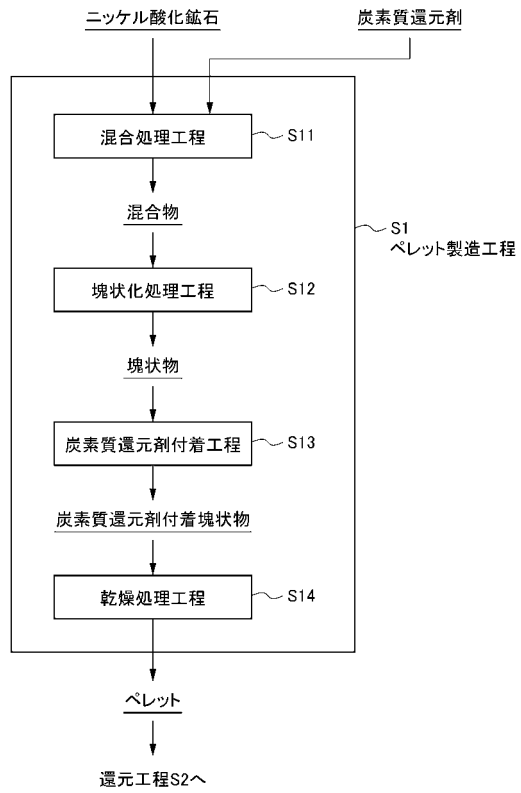 ニッケル酸化鉱石
炭素質還元剤
混合処理工程
S11
混合物
S1
ペレット製造工程
塊状化処理工程
S12
塊状物
炭素質還元剤付着工程
S13
炭素質還元剤付着塊状物
乾燥処理工程
S14
ペレット
還元工程S2へ